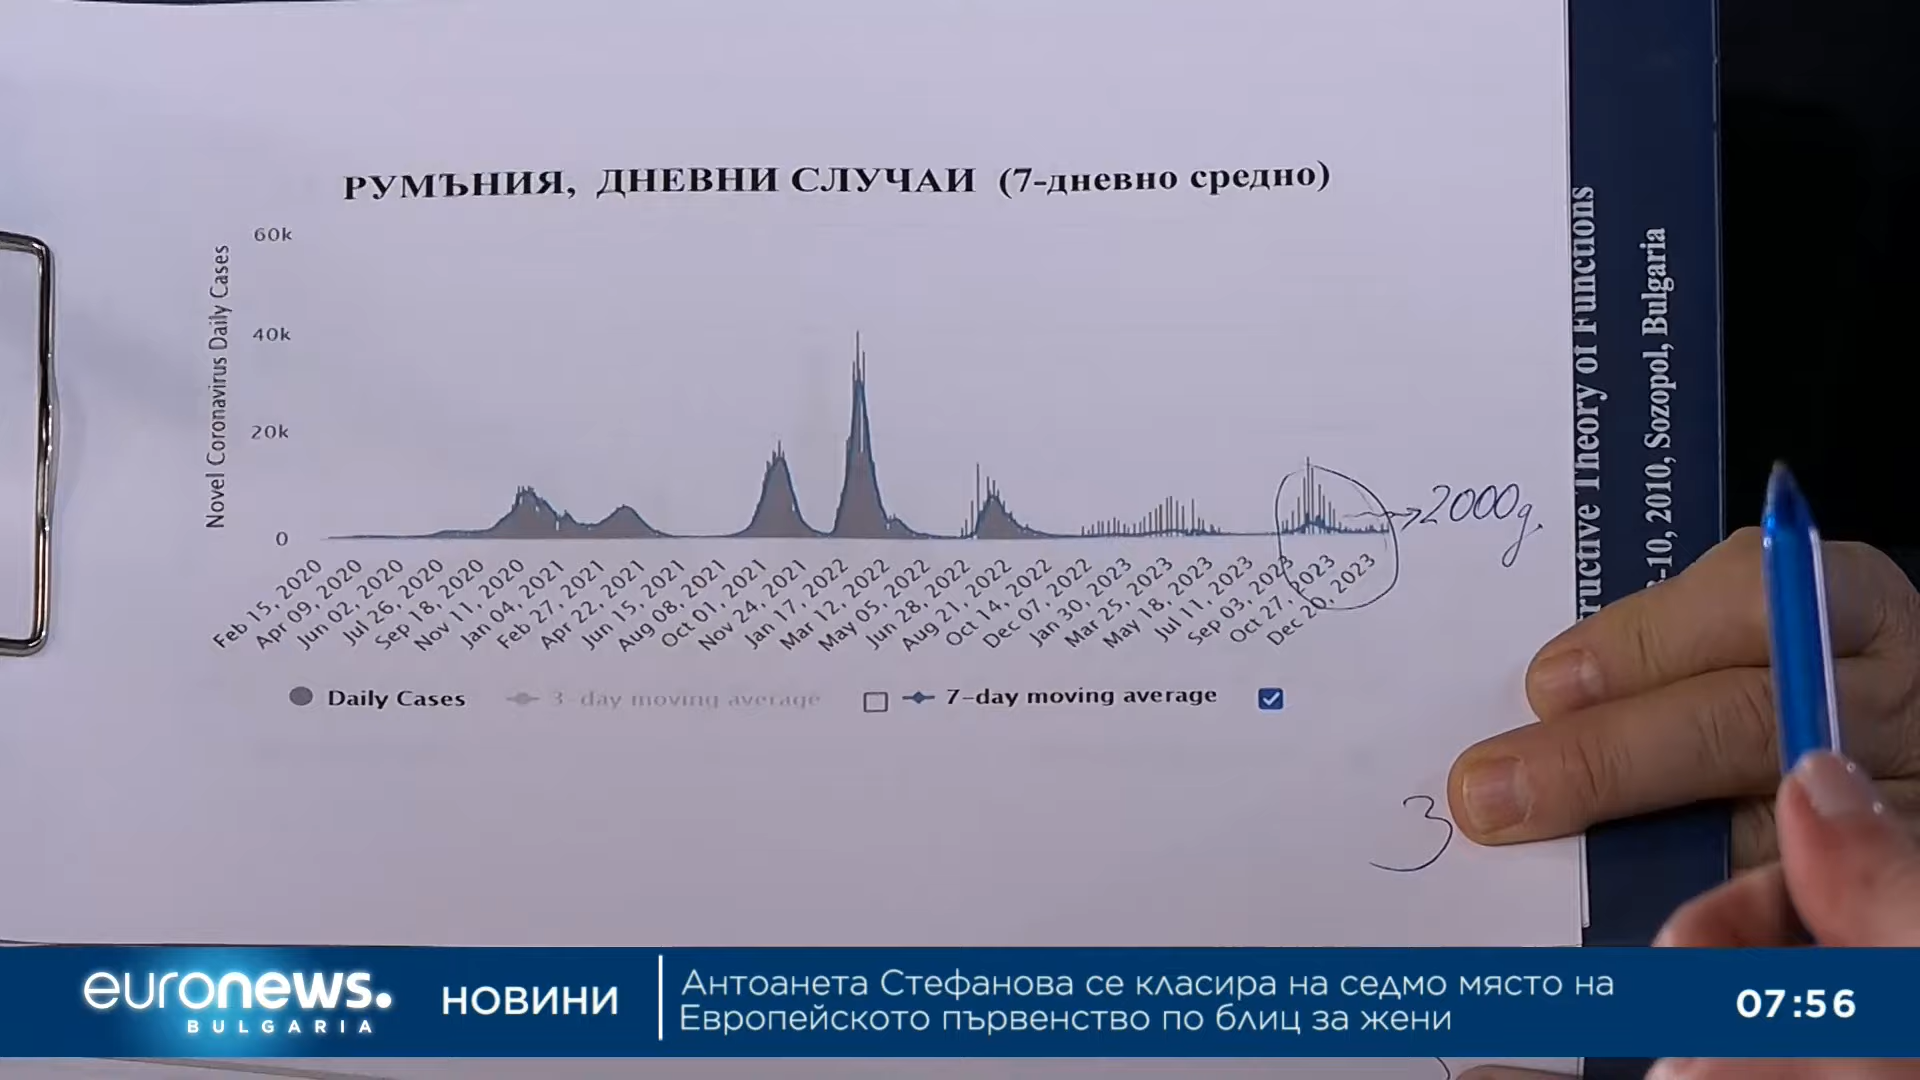 РУМЪНИЯ, ДНЕВНИ СЛУЧАИ (7-дневно средно)
Novel Coronavirus Daily Cases
60k
40k
20k
0
Feb 15, 2020
Apr 09, 2020
Jun 02, 2020
Jul 26, 2020
Sep 18, 2020
Nov 11, 2020
Jan 04, 2021
Feb 27, 2021
Apr 22, 2021
Jun 15, 2021
Aug 08, 2021
Oct 01, 2021
Nov 24, 2021
Jan 17, 2022
Mar 12, 2022
May 05, 2022
Jun 28, 2022
Aug 21, 2022
Oct 14, 2022
Dec 07, 2022
Jan 30, 2023
Mar 25, 2023
May 18, 2023
Jul 11, 2023
Sep 03, 2023
Oct 27, 2023
Dec 20, 2023
2000g.
Daily Cases 3-day moving average 7-day moving average
3
ructive Theory of Functions
-10, 2010, Sozopol, Bulgaria
euronews.
BULGARIA
НОВИНИ
Антоанета Стефанова се класира на седмо място на
Европейското първенство по блиц за жени
07:56